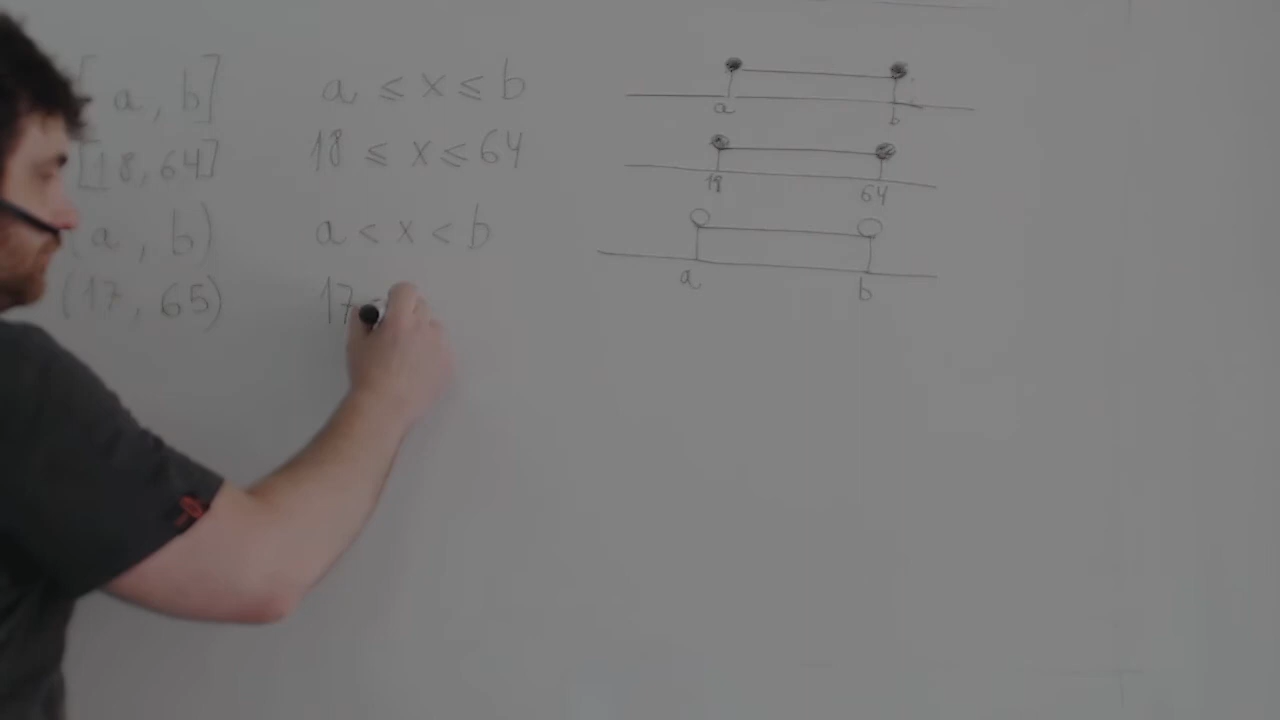 [a, b] a ≤ x ≤ b a b
[18, 64] 18 ≤ x ≤ 64 18 64
(a, b) a < x < b a b
(17, 65) 17